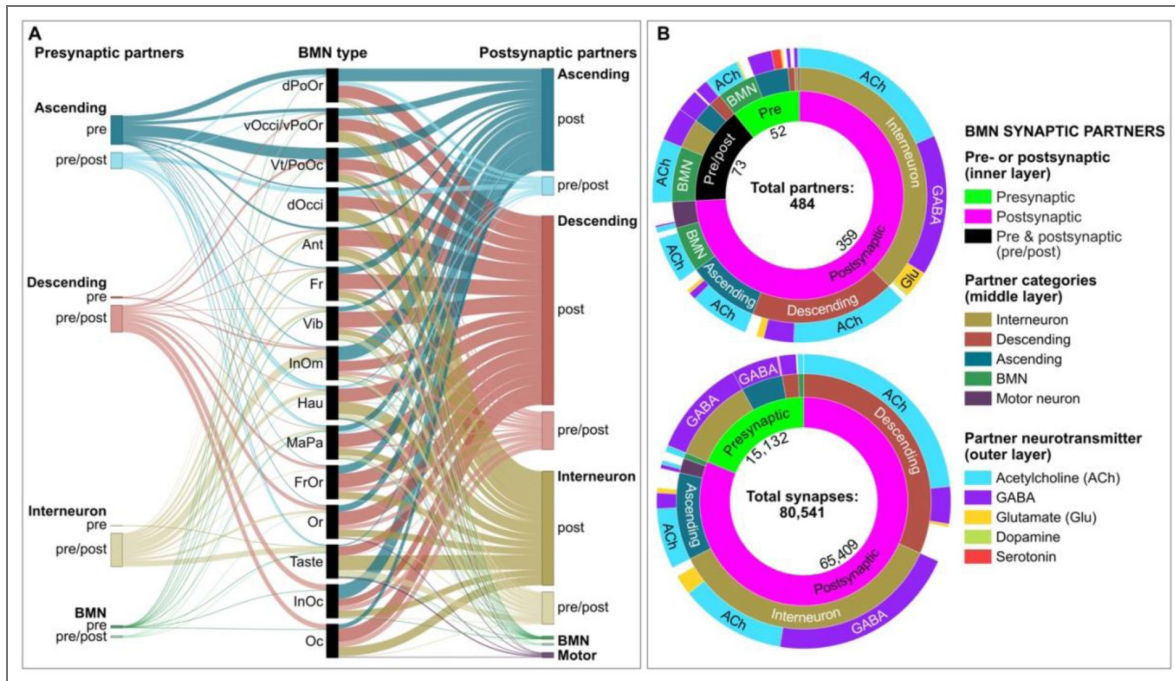 A
Presynaptic partners
BMN type
Postsynaptic partners
Ascending
pre
pre/post
Descending
pre
pre/post
Interneuron
pre
pre/post
BMN
pre
pre/post
dPoOr
vOcci/vPoOr
Vt/PoOc
dOcci
Ant
Fr
Vib
InOm
Hau
MaPa
FrOr
Or
Taste
InOc
Oc
Ascending
post
pre/post
Descending
post
pre/post
Interneuron
post
pre/post
BMN
Motor
B
ACh
Interneuron
GABA
Glu
Descending
ACh
Ascending
ACh
BMN
ACh
BMN
ACh
BMN
ACh
Pre
52
Pre/post
73
Postsynaptic
359
Total partners:
484
ACh
Descending
GABA
Interneuron
ACh
Ascending
ACh
GABA
GABA
Presynaptic
15,132
Postsynaptic
65,409
Total synapses:
80,541
BMN SYNAPTIC PARTNERS
Pre- or postsynaptic
(inner layer)
Presynaptic
Postsynaptic
Pre & postsynaptic
(pre/post)
Partner categories
(middle layer)
Interneuron
Descending
Ascending
BMN
Motor neuron
Partner neurotransmitter
(outer layer)
Acetylcholine (ACh)
GABA
Glutamate (Glu)
Dopamine
Serotonin